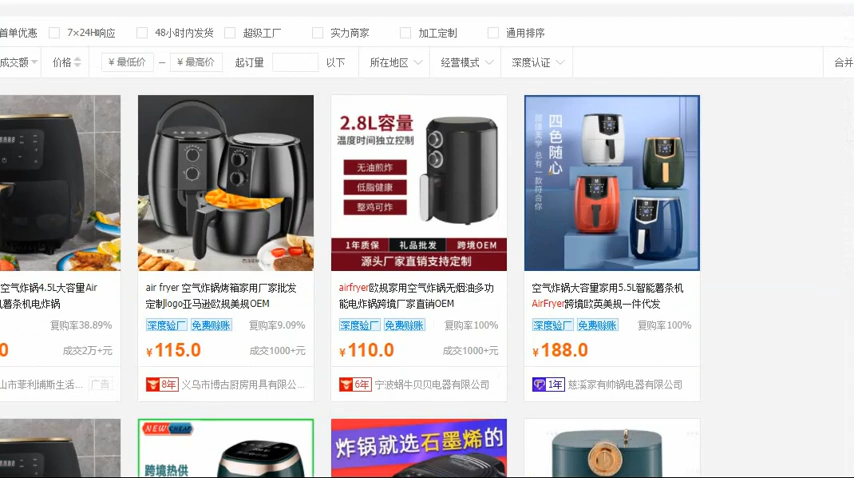 首单优惠 7×24H响应 48小时内发货 超级工厂 实力商家 加工定制 通用排序
成交额 价格 ¥ 最低价 – ¥ 最高价 起订量 以下 所在地区 经营模式 深度认证 合并
2.8L容量
温度时间独立控制
无油煎炸
低脂健康
整鸡可炸
1年质保 礼品批发 跨境OEM
源头厂家直销支持定制
四色随心
总有一款符合你
空气炸锅4.5L大容量Air
机薯条机电炸锅
复购率38.89%
0 成交2万+元
山市菲利浦斯生活... 广告
air fryer 空气炸锅烤箱家用厂家批发
定制logo亚马逊欧规美规OEM
深度验厂 免费赊账 复购率9.09%
¥115.0 成交1000+元
8年 义乌市博古厨房用具有限公...
airfryer欧规家用空气炸锅无烟油多功
能电炸锅跨境厂家直销OEM
深度验厂 免费赊账 复购率100%
¥110.0 成交1000+元
6年 宁波蜗牛贝贝电器有限公司
空气炸锅大容量家用5.5L智能薯条机
AirFryer跨境欧英美规一件代发
深度验厂 免费赊账 复购率100%
¥188.0
1年 慈溪家有帅锅电器有限公司
NEW CHEAP
跨境热供
炸锅就选石墨烯的